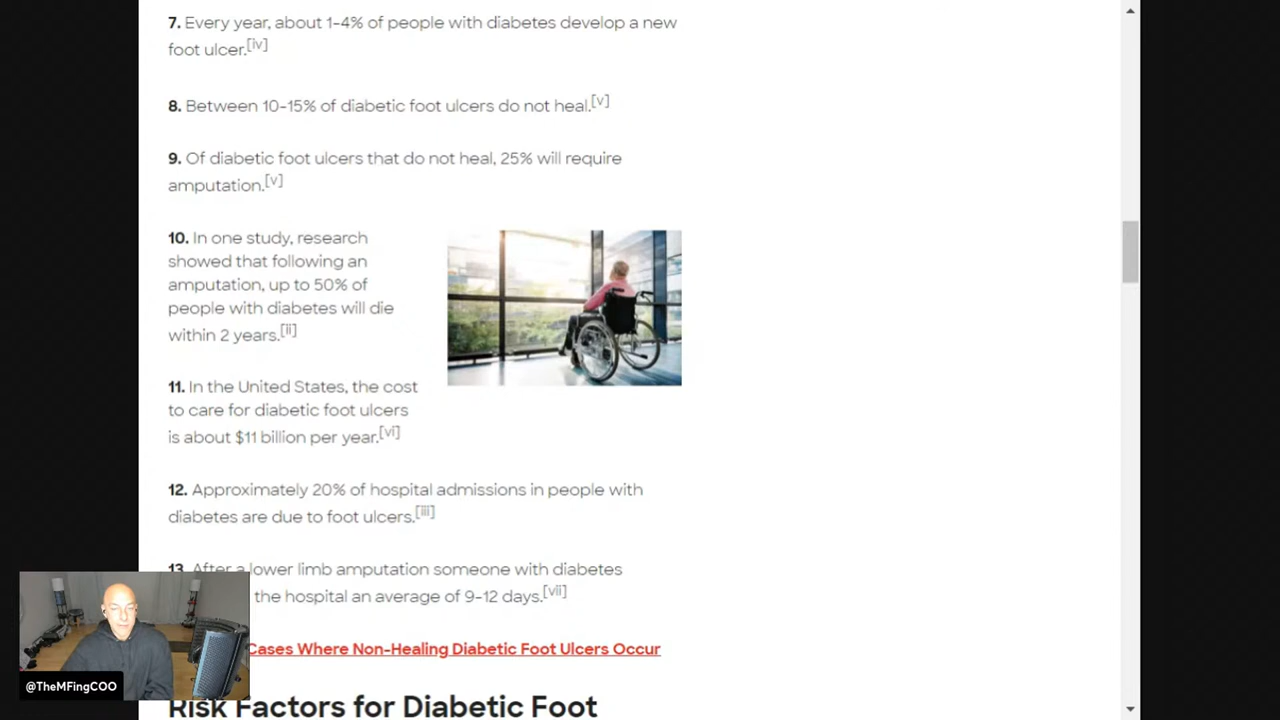 7. Every year, about 1–4% of people with diabetes develop a new
foot ulcer.[iv]
8. Between 10–15% of diabetic foot ulcers do not heal.[v]
9. Of diabetic foot ulcers that do not heal, 25% will require
amputation.[v]
10. In one study, research
showed that following an
amputation, up to 50% of
people with diabetes will die
within 2 years.[ii]
11. In the United States, the cost
to care for diabetic foot ulcers
is about $11 billion per year.[vi]
12. Approximately 20% of hospital admissions in people with
diabetes are due to foot ulcers.[iii]
13. After a lower limb amputation someone with diabetes
the hospital an average of 9–12 days.[vii]
Cases Where Non-Healing Diabetic Foot Ulcers Occur
Risk Factors for Diabetic Foot
@TheMFingCOO